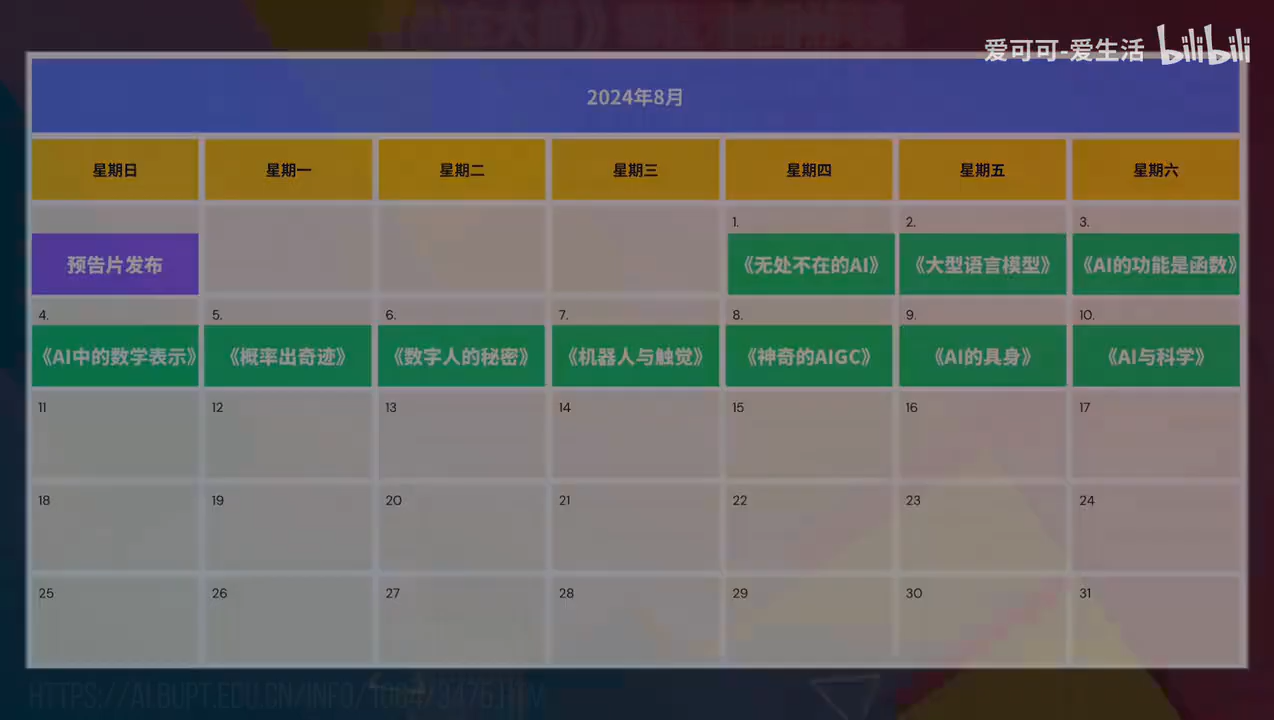 爱可可-爱生活 bilibili
2024年8月
星期日 星期一 星期二 星期三 星期四 星期五 星期六
1. 2. 3.
预告片发布 《无处不在的AI》 《大型语言模型》 《AI的功能是函数》
4. 5. 6. 7. 8. 9. 10.
《AI中的数学表示》 《概率出奇迹》 《数字人的秘密》 《机器人与触觉》 《神奇的AIGC》 《AI的具身》 《AI与科学》
11 12 13 14 15 16 17
18 19 20 21 22 23 24
25 26 27 28 29 30 31